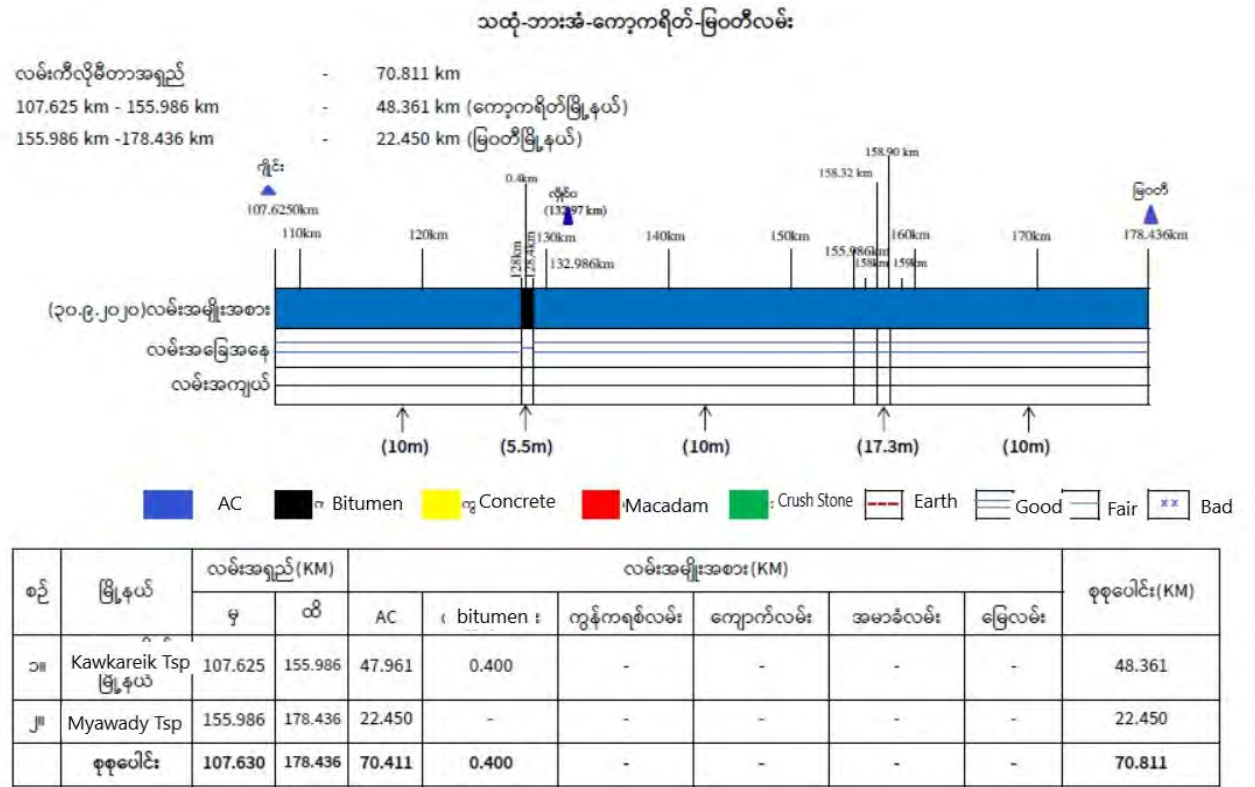 သထုံ-ဘားအံ-ကော့ကရိတ်-မြဝတီလမ်း
လမ်းကီလိုမီတာအရှည် - 70.811 km
107.625 km - 155.986 km - 48.361 km (ကော့ကရိတ်မြို့နယ်)
155.986 km -178.436 km - 22.450 km (မြဝတီမြို့နယ်)
158.90 km
ဂျိုင်း 0.4km 158.32 km မြဝတီ
107.6250km (132.97 km) 178.436km
110km 120km 128km 128.4km 130km 140km 150km 155.986km 160km 170km
132.986km 158km 159km
(၃၀.၉.၂၀၂၀)လမ်းအမျိုးအစား
လမ်းအခြေအနေ
လမ်းအကျယ်
(10m) (5.5m) (10m) (17.3m) (10m)
AC Bitumen Concrete Macadam Crush Stone Earth Good Fair Bad
စဉ် မြို့နယ် လမ်းအရှည်(KM) လမ်းအမျိုးအစား(KM) စုစုပေါင်း(KM)
မှ ထိ AC bitumen ကွန်ကရစ်လမ်း ကျောက်လမ်း အမာခံလမ်း မြေလမ်း
၁။ Kawkareik Tsp 107.625 155.986 47.961 0.400 - - - - 48.361
မြို့နယ်
၂။ Myawady Tsp 155.986 178.436 22.450 - - - - - 22.450
စုစုပေါင်း 107.630 178.436 70.411 0.400 - - - - 70.811